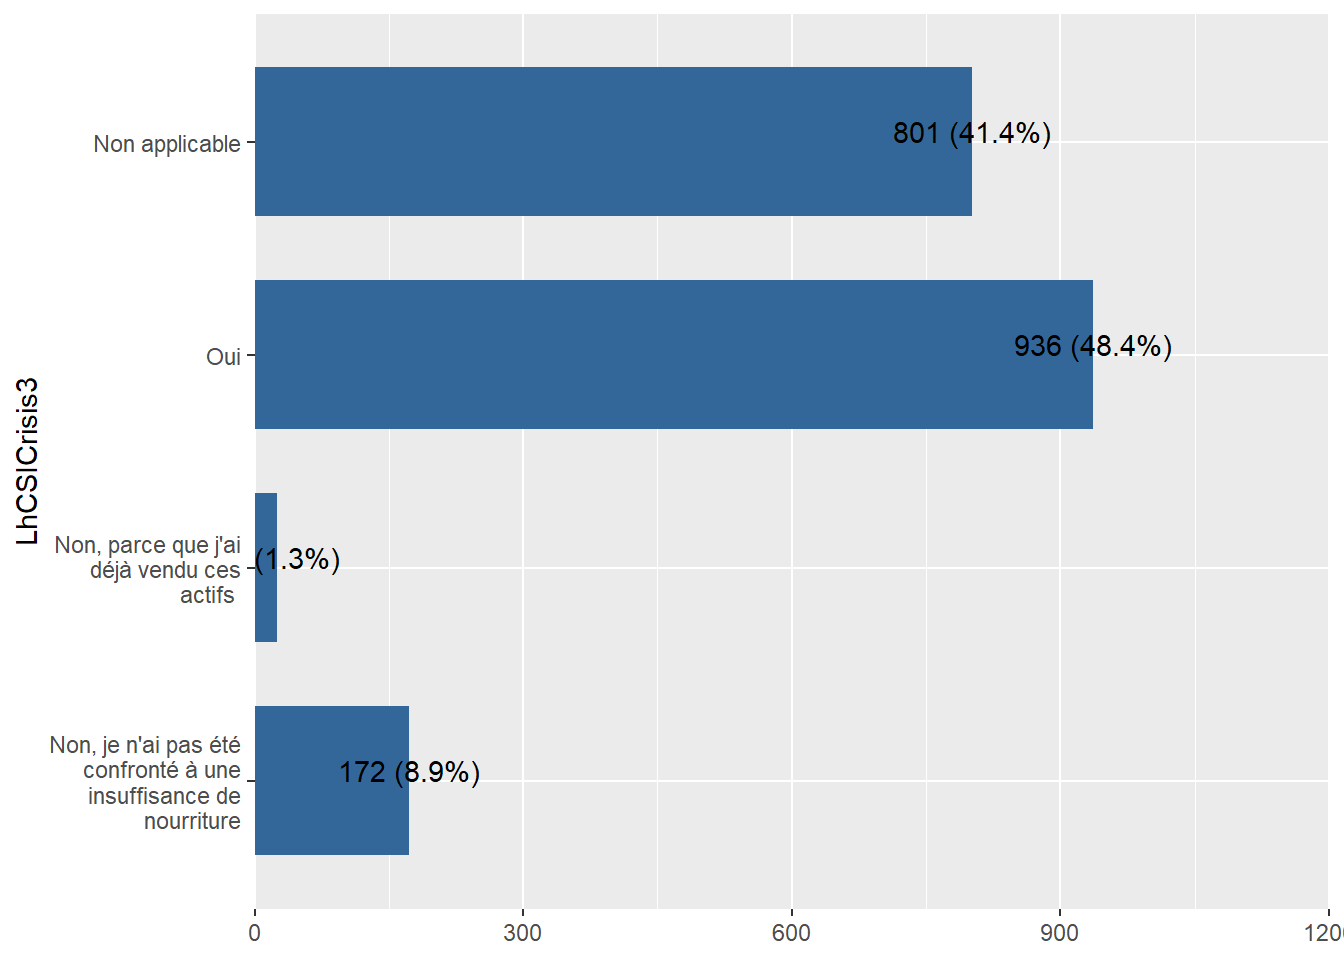 LhCSICrisis3
Non applicable
801 (41.4%)
Oui
936 (48.4%)
Non, parce que j'ai
déjà vendu ces
actifs
(1.3%)
Non, je n'ai pas été
confronté à une
insuffisance de
nourriture
172 (8.9%)
0 300 600 900